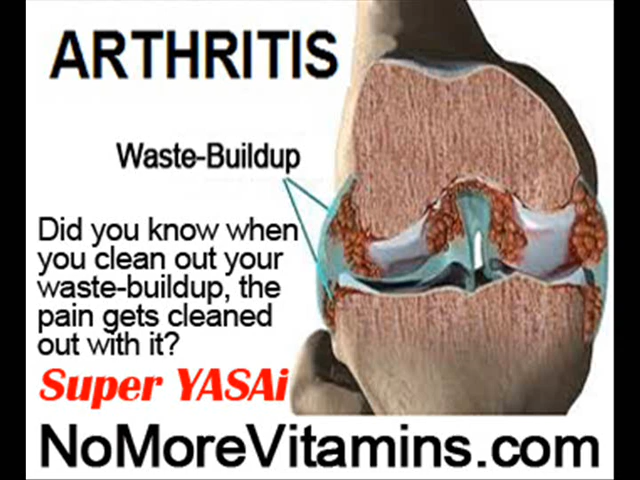 ARTHRITIS
Waste-Buildup
Did you know when
you clean out your
waste-buildup, the
pain gets cleaned
out with it?
Super YASAi
NoMoreVitamins.com